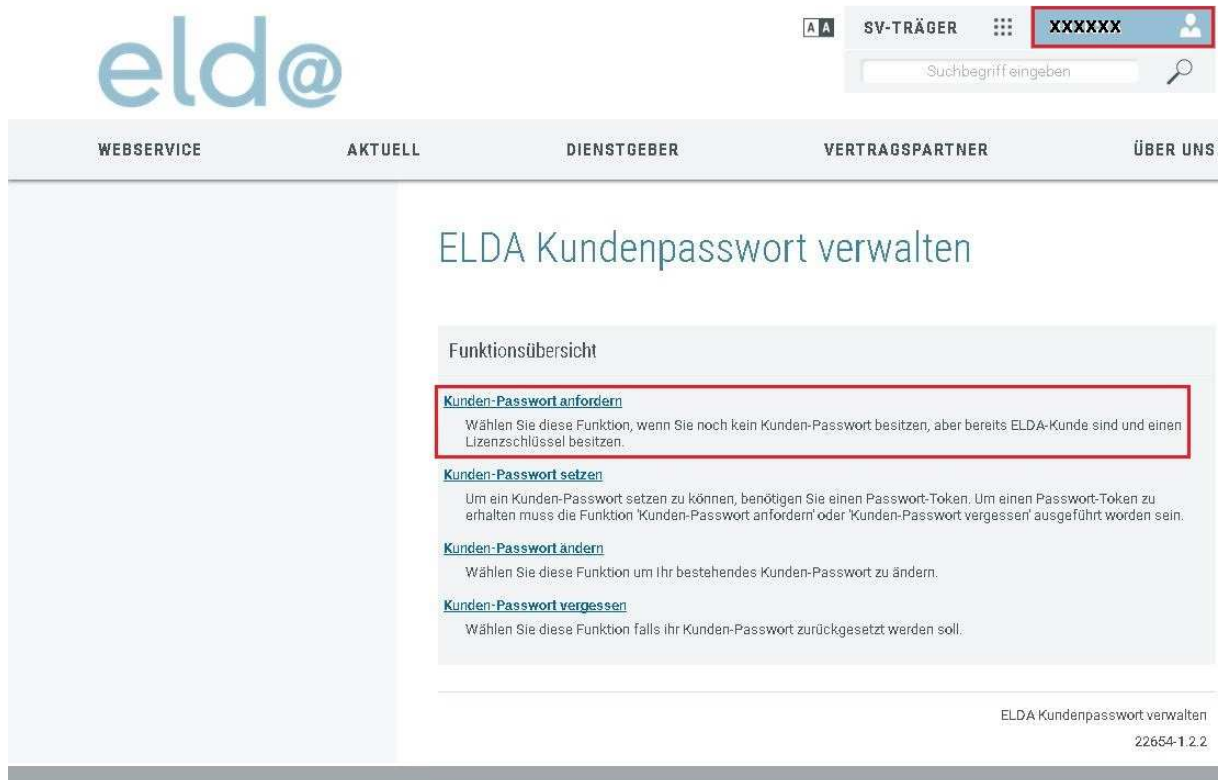 eld@
AA SV-TRÄGER XXXXXX
Suchbegriff eingeben
WEBSERVICE AKTUELL DIENSTGEBER VERTRAGSPARTNER ÜBER UNS
ELDA Kundenpasswort verwalten
Funktionsübersicht
Kunden-Passwort anfordern
Wählen Sie diese Funktion, wenn Sie noch kein Kunden-Passwort besitzen, aber bereits ELDA-Kunde sind und einen
Lizenzschlüssel besitzen.
Kunden-Passwort setzen
Um ein Kunden-Passwort setzen zu können, benötigen Sie einen Passwort-Token. Um einen Passwort-Token zu
erhalten muss die Funktion 'Kunden-Passwort anfordern' oder 'Kunden-Passwort vergessen' ausgeführt worden sein.
Kunden-Passwort ändern
Wählen Sie diese Funktion um Ihr bestehendes Kunden-Passwort zu ändern.
Kunden-Passwort vergessen
Wählen Sie diese Funktion falls ihr Kunden-Passwort zurückgesetzt werden soll.
ELDA Kundenpasswort verwalten
22654-1.2.2